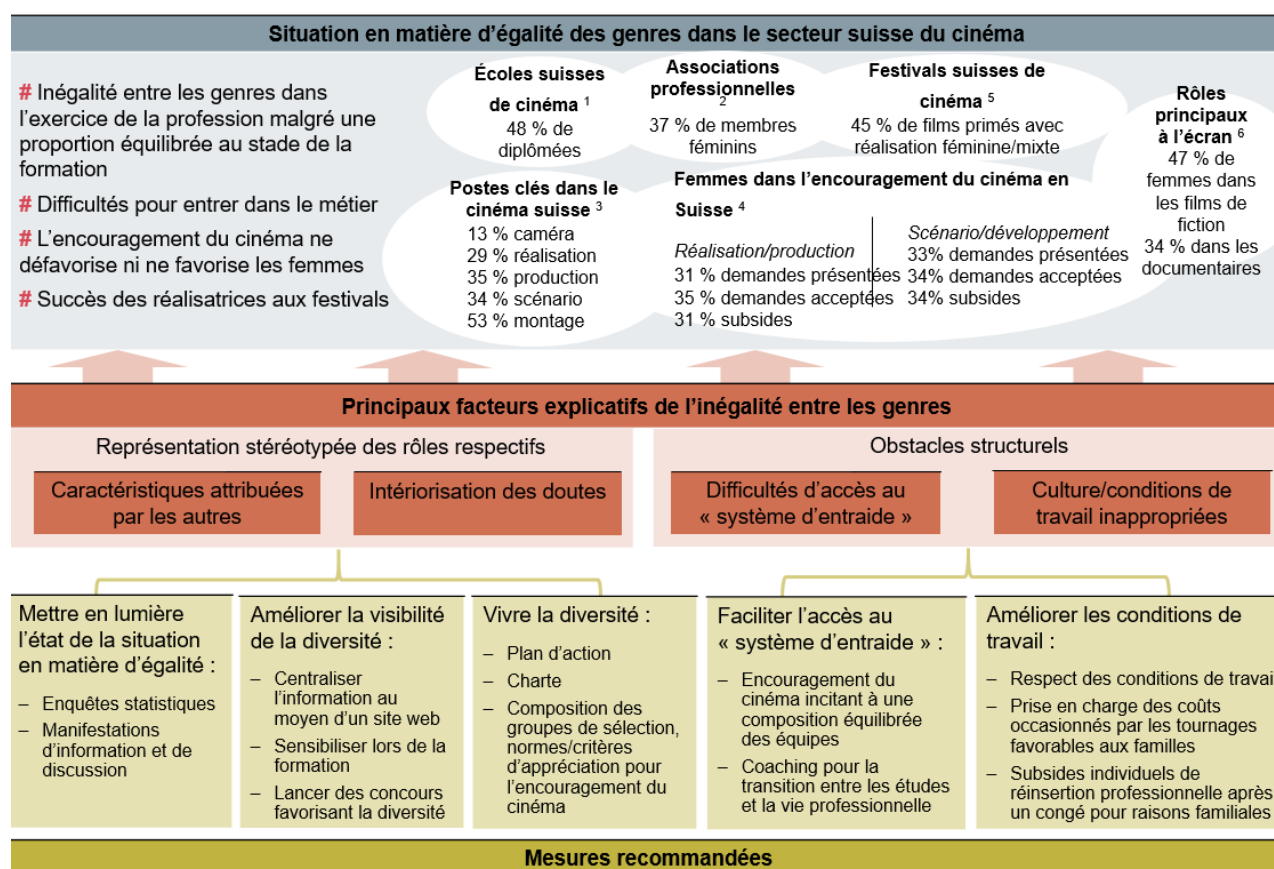 Situation en matière d’égalité des genres dans le secteur suisse du cinéma
# Inégalité entre les genres dans
l’exercice de la profession malgré une
proportion équilibrée au stade de la
formation
# Difficultés pour entrer dans le métier
# L’encouragement du cinéma ne
défavorise ni ne favorise les femmes
# Succès des réalisatrices aux festivals
Écoles suisses
de cinéma 1
48 % de
diplômées
Associations
professionnelles
2
37 % de membres
féminins
Festivals suisses de
cinéma 5
45 % de films primés avec
réalisation féminine/mixte
Rôles
principaux
à l’écran 6
47 % de
femmes dans
les films de
fiction
34 % dans les
documentaires
Postes clés dans le
cinéma suisse 3
13 % caméra
29 % réalisation
35 % production
34 % scénario
53 % montage
Femmes dans l’encouragement du cinéma en
Suisse 4
Réalisation/production
31 % demandes présentées
35 % demandes acceptées
31 % subsides
Scénario/développement
33% demandes présentées
34% demandes acceptées
34% subsides
Principaux facteurs explicatifs de l’inégalité entre les genres
Représentation stéréotypée des rôles respectifs
Caractéristiques attribuées
par les autres
Intériorisation des doutes
Obstacles structurels
Difficultés d’accès au
« système d’entraide »
Culture/conditions de
travail inappropriées
Mettre en lumière
l’état de la situation
en matière d’égalité :
– Enquêtes statistiques
– Manifestations
d’information et de
discussion
Améliorer la visibilité
de la diversité :
– Centraliser
l’information au
moyen d’un site web
– Sensibiliser lors de la
formation
– Lancer des concours
favorisant la diversité
Vivre la diversité :
– Plan d’action
– Charte
– Composition des
groupes de sélection,
normes/critères
d’appréciation pour
l’encouragement du
cinéma
Faciliter l’accès au
« système d’entraide » :
– Encouragement du
cinéma incitant à une
composition équilibrée
des équipes
– Coaching pour la
transition entre les études
et la vie professionnelle
Améliorer les conditions de
travail :
– Respect des conditions de travail
– Prise en charge des coûts
occasionnés par les tournages
favorables aux familles
– Subsides individuels de
réinsertion professionnelle après
un congé pour raisons familiales
Mesures recommandées